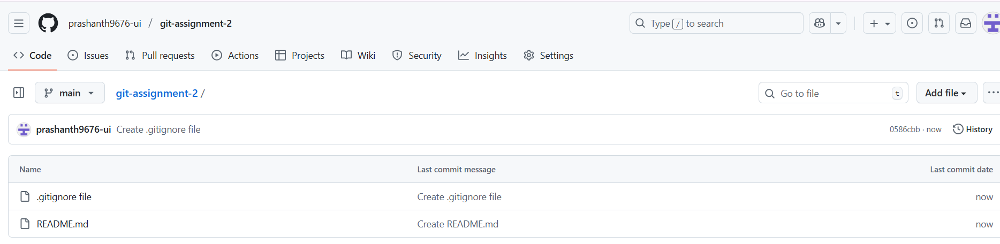 prashanth9676-ui / git-assignment-2 Type / to search
Code Issues Pull requests Actions Projects Wiki Security Insights Settings
main git-assignment-2 / Go to file t Add file
prashanth9676-ui Create .gitignore file 0586cbb · now History
Name Last commit message Last commit date
.gitignore file Create .gitignore file now
README.md Create README.md now